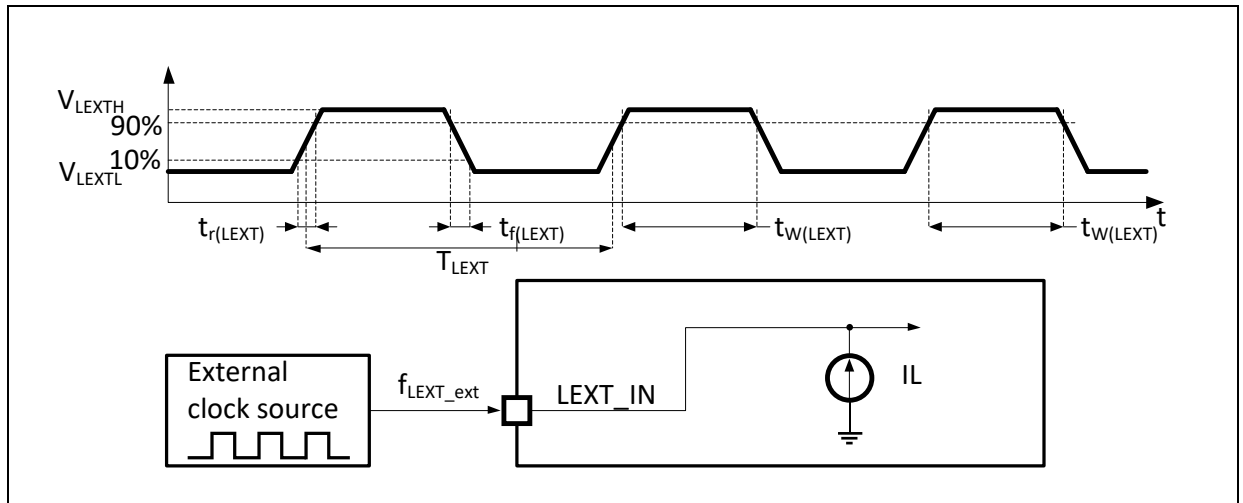 V_LEXTH
90%
10%
V_LEXTL
t
t_r(LEXT)
t_f(LEXT)
t_W(LEXT)
t_W(LEXT)
T_LEXT
External
clock source
f_LEXT_ext
LEXT_IN
IL